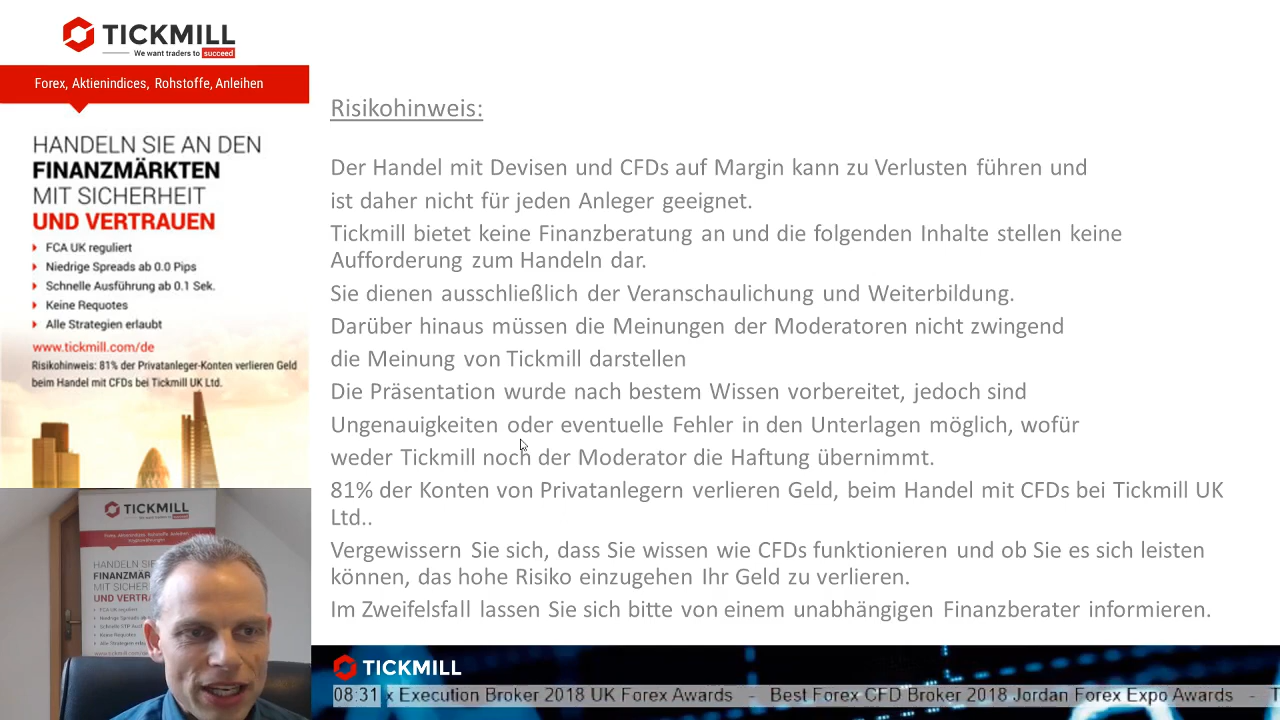 TICKMILL
We want traders to succeed
Forex, Aktienindices, Rohstoffe, Anleihen
HANDELN SIE AN DEN
FINANZMÄRKTEN
MIT SICHERHEIT
UND VERTRAUEN
FCA UK reguliert
Niedrige Spreads ab 0.0 Pips
Schnelle Ausführung ab 0.1 Sek.
Keine Requotes
Alle Strategien erlaubt
www.tickmill.com/de
Risikohinweis: 81% der Privatanleger-Konten verlieren Geld
beim Handel mit CFDs bei Tickmill UK Ltd.
Risikohinweis:
Der Handel mit Devisen und CFDs auf Margin kann zu Verlusten führen und
ist daher nicht für jeden Anleger geeignet.
Tickmill bietet keine Finanzberatung an und die folgenden Inhalte stellen keine
Aufforderung zum Handeln dar.
Sie dienen ausschließlich der Veranschaulichung und Weiterbildung.
Darüber hinaus müssen die Meinungen der Moderatoren nicht zwingend
die Meinung von Tickmill darstellen
Die Präsentation wurde nach bestem Wissen vorbereitet, jedoch sind
Ungenauigkeiten oder eventuelle Fehler in den Unterlagen möglich, wofür
weder Tickmill noch der Moderator die Haftung übernimmt.
81% der Konten von Privatanlegern verlieren Geld, beim Handel mit CFDs bei Tickmill UK
Ltd..
Vergewissern Sie sich, dass Sie wissen wie CFDs funktionieren und ob Sie es sich leisten
können, das hohe Risiko einzugehen Ihr Geld zu verlieren.
Im Zweifelsfall lassen Sie sich bitte von einem unabhängigen Finanzberater informieren.
TICKMILL
HANDELN SIE
FINANZMÄR
MIT SICHER
UND VERTRA
FCA UK reguliert
TICKMILL
08:31 x Execution Broker 2018 UK Forex Awards - Best Forex CFD Broker 2018 Jordan Forex Expo Awards - T